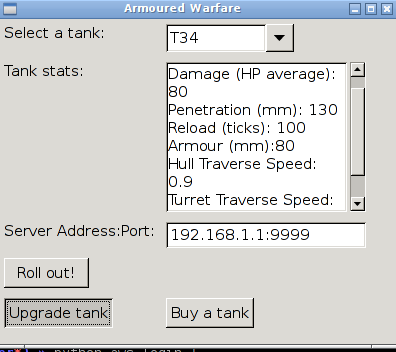 Armoured Warfare
Select a tank:
T34
Tank stats:
Damage (HP average):
80
Penetration (mm): 130
Reload (ticks): 100
Armour (mm):80
Hull Traverse Speed:
0.9
Turret Traverse Speed:
Server Address:Port:
192.168.1.1:9999
Roll out!
Upgrade tank
Buy a tank